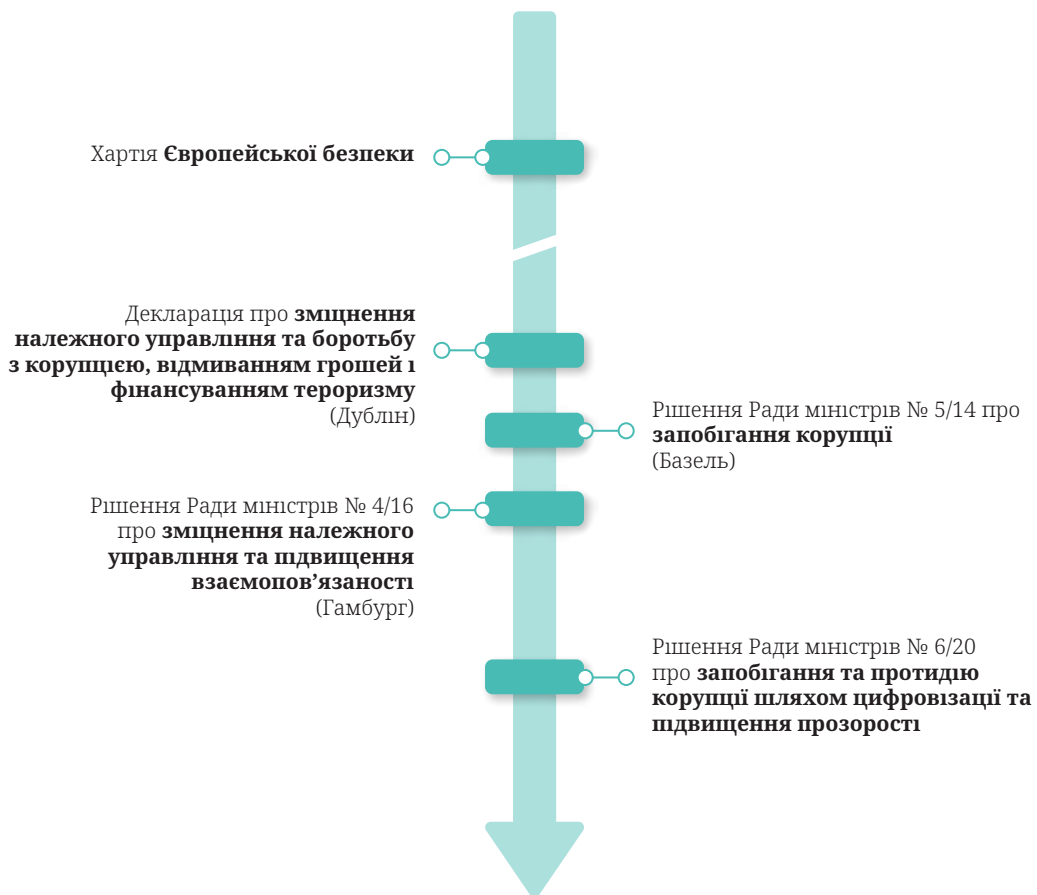 Хартія Європейської безпеки
Декларація про зміцнення
належного управління та боротьбу
з корупцією, відмиванням грошей і
фінансуванням тероризму
(Дублін)
Рішення Ради міністрів № 5/14 про
запобігання корупції
(Базель)
Рішення Ради міністрів № 4/16
про зміцнення належного
управління та підвищення
взаємопов’язаності
(Гамбург)
Рішення Ради міністрів № 6/20
про запобігання та протидію
корупції шляхом цифровізації та
підвищення прозорості